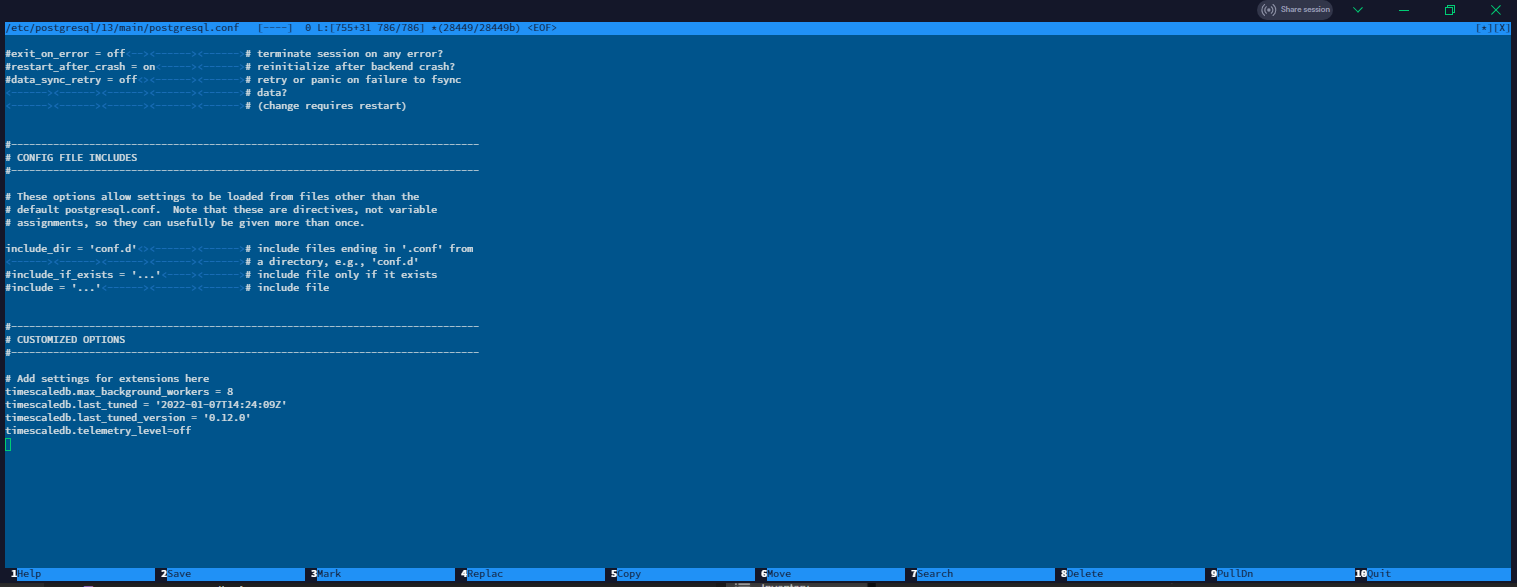 Share session
/etc/postgresql/13/main/postgresql.conf [----] 0 L:[755+31 786/786] *(28449/28449b) <EOF> [*][X]
#exit_on_error = off<--><------><------># terminate session on any error?
#restart_after_crash = on<-----><------># reinitialize after backend crash?
#data_sync_retry = off<><------><------># retry or panic on failure to fsync
<------><------><------><------><------># data?
<------><------><------><------><------># (change requires restart)
#------------------------------------------------------------------------------
# CONFIG FILE INCLUDES
#------------------------------------------------------------------------------
# These options allow settings to be loaded from files other than the
# default postgresql.conf.  Note that these are directives, not variable
# assignments, so they can usefully be given more than once.
include_dir = 'conf.d'<><------><------># include files ending in '.conf' from
<------><------><------><------><------># a directory, e.g., 'conf.d'
#include_if_exists = '...'<----><------># include file only if it exists
#include = '...'<------><------><------># include file
#------------------------------------------------------------------------------
# CUSTOMIZED OPTIONS
#------------------------------------------------------------------------------
# Add settings for extensions here
timescaledb.max_background_workers = 8
timescaledb.last_tuned = '2022-01-07T14:24:09Z'
timescaledb.last_tuned_version = '0.12.0'
timescaledb.telemetry_level=off
1Help 2Save 3Mark 4Replac 5Copy 6Move 7Search 8Delete 9PullDn 10Quit